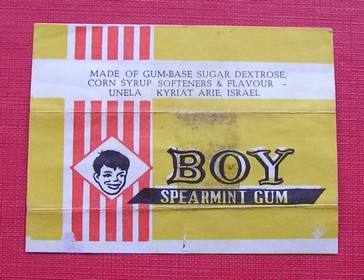 MADE OF GUM-BASE SUGAR DEXTROSE,
CORN SYRUP SOFTENERS & FLAVOUR -
UNELA KYRIAT ARIE, ISRAEL
BOY
SPEARMINT GUM